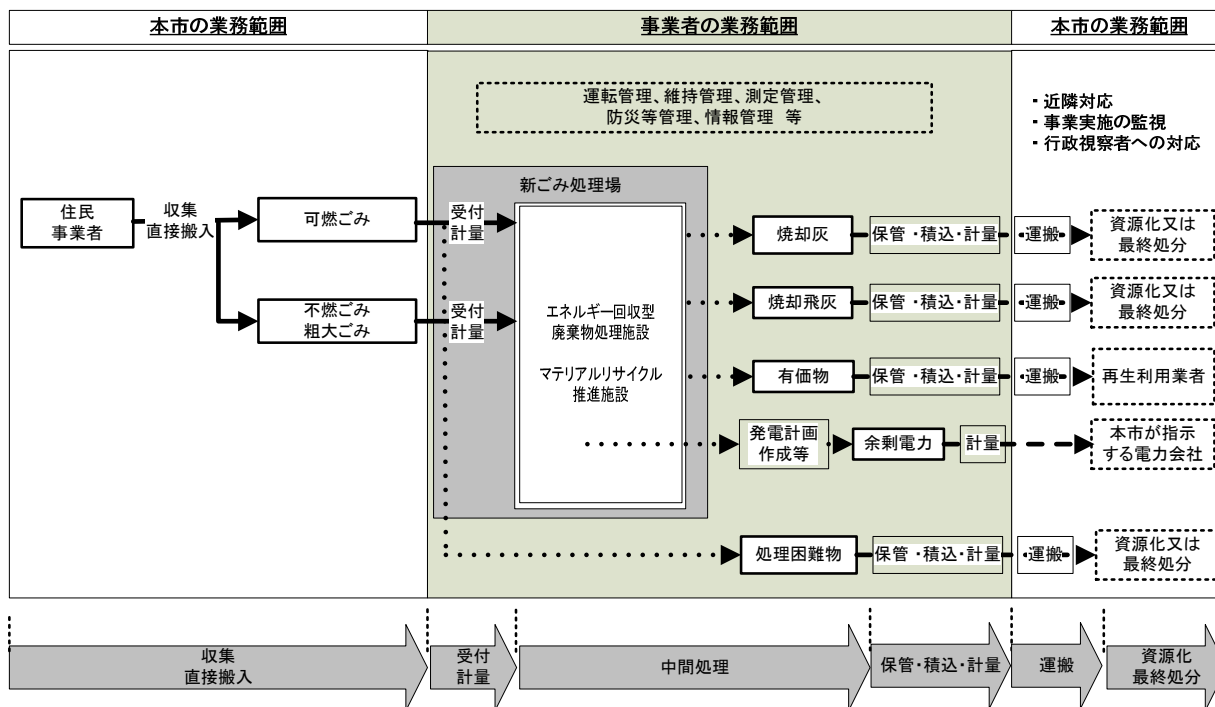 本市の業務範囲
事業者の業務範囲
本市の業務範囲
運転管理、維持管理、測定管理、
防災等管理、情報管理 等
・近隣対応
・事業実施の監視
・行政視察者への対応
新ごみ処理場
住民
事業者
収集
直接搬入
可燃ごみ
受付
計量
不燃ごみ
粗大ごみ
受付
計量
エネルギー回収型
廃棄物処理施設
マテリアルリサイクル
推進施設
焼却灰
保管・積込・計量
運搬
資源化又は
最終処分
焼却飛灰
保管・積込・計量
運搬
資源化又は
最終処分
有価物
保管・積込・計量
運搬
再生利用業者
発電計画
作成等
余剰電力
計量
本市が指示
する電力会社
処理困難物
保管・積込・計量
運搬
資源化又は
最終処分
収集
直接搬入
受付
計量
中間処理
保管・積込・計量
運搬
資源化
最終処分